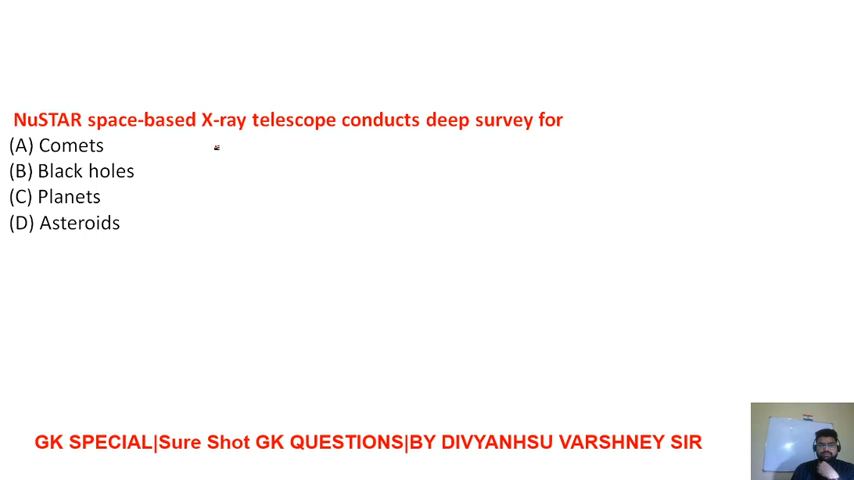 NuSTAR space-based X-ray telescope conducts deep survey for
(A) Comets
(B) Black holes
(C) Planets
(D) Asteroids
GK SPECIAL|Sure Shot GK QUESTIONS|BY DIVYANHSU VARSHNEY SIR